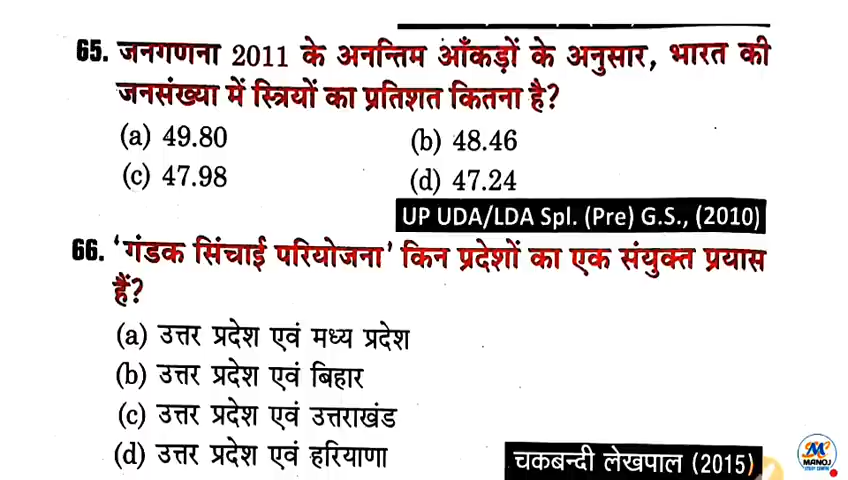 65. जनगणना 2011 के अनन्तिम आँकड़ों के अनुसार, भारत की
जनसंख्या में स्त्रियों का प्रतिशत कितना है?
(a) 49.80 (b) 48.46
(c) 47.98 (d) 47.24
UP UDA/LDA Spl. (Pre) G.S., (2010)
66. ‘गंडक सिंचाई परियोजना’ किन प्रदेशों का एक संयुक्त प्रयास
हैं?
(a) उत्तर प्रदेश एवं मध्य प्रदेश
(b) उत्तर प्रदेश एवं बिहार
(c) उत्तर प्रदेश एवं उत्तराखंड
(d) उत्तर प्रदेश एवं हरियाणा
चकबन्दी लेखपाल (2015)
MANOJ